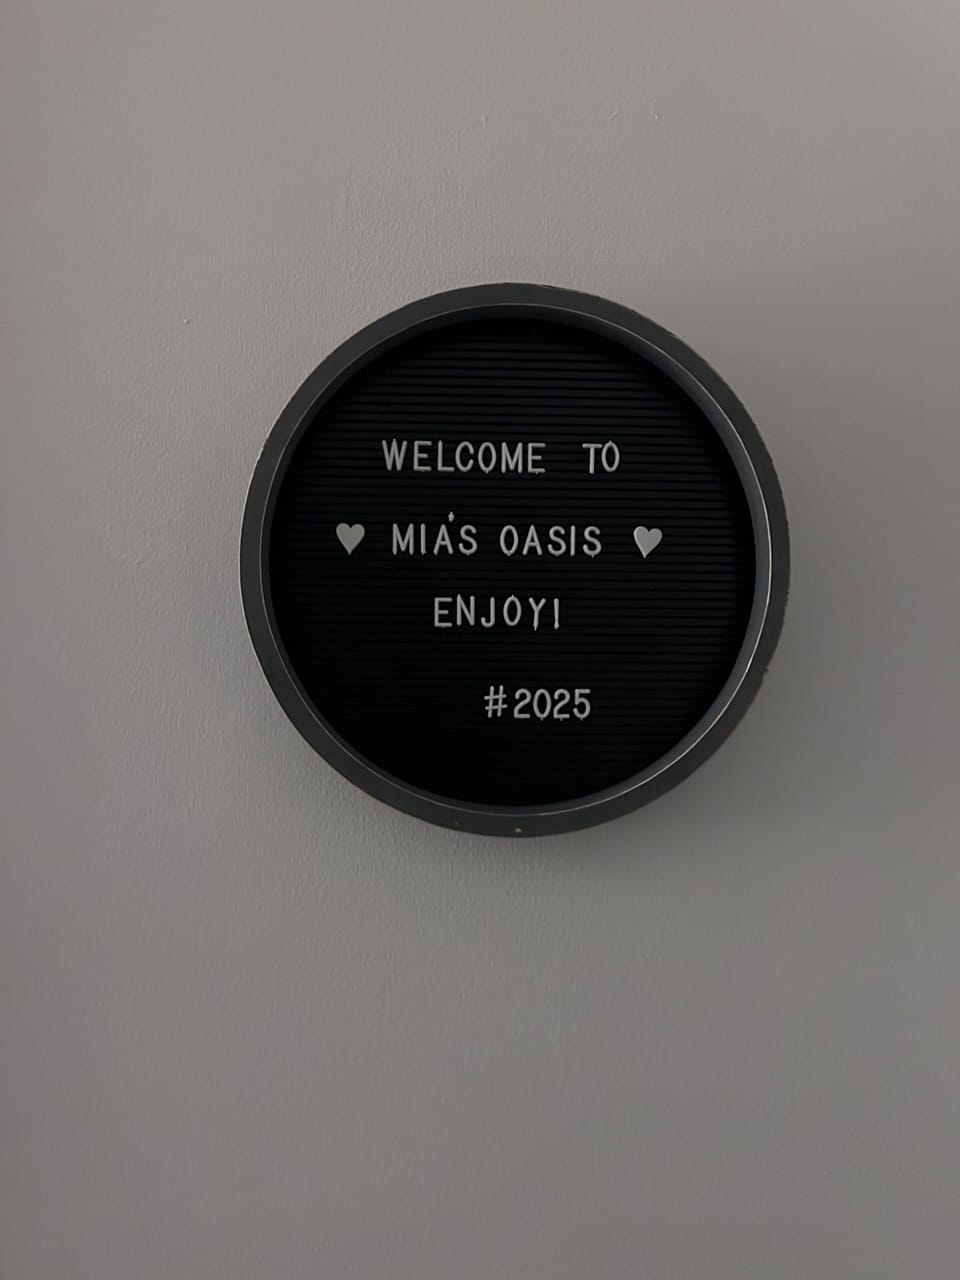 WELCOME TO
♥ MIA'S OASIS ♥
ENJOY!
#2025